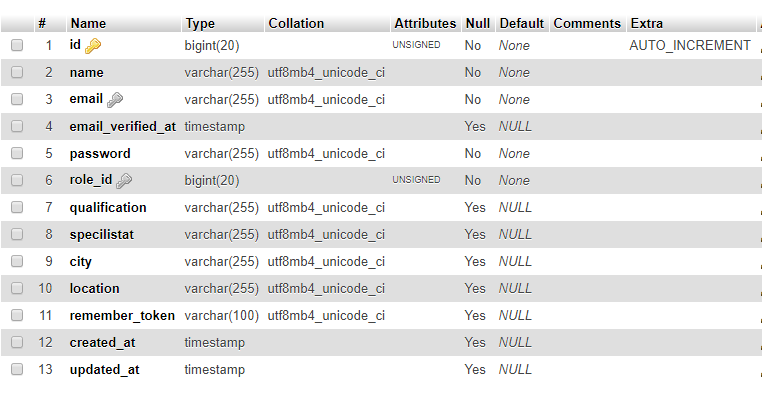 # Name Type Collation Attributes Null Default Comments Extra
1 id bigint(20) UNSIGNED No None AUTO_INCREMENT
2 name varchar(255) utf8mb4_unicode_ci No None
3 email varchar(255) utf8mb4_unicode_ci No None
4 email_verified_at timestamp Yes NULL
5 password varchar(255) utf8mb4_unicode_ci No None
6 role_id bigint(20) UNSIGNED No None
7 qualification varchar(255) utf8mb4_unicode_ci Yes NULL
8 specilistat varchar(255) utf8mb4_unicode_ci Yes NULL
9 city varchar(255) utf8mb4_unicode_ci Yes NULL
10 location varchar(255) utf8mb4_unicode_ci Yes NULL
11 remember_token varchar(100) utf8mb4_unicode_ci Yes NULL
12 created_at timestamp Yes NULL
13 updated_at timestamp Yes NULL